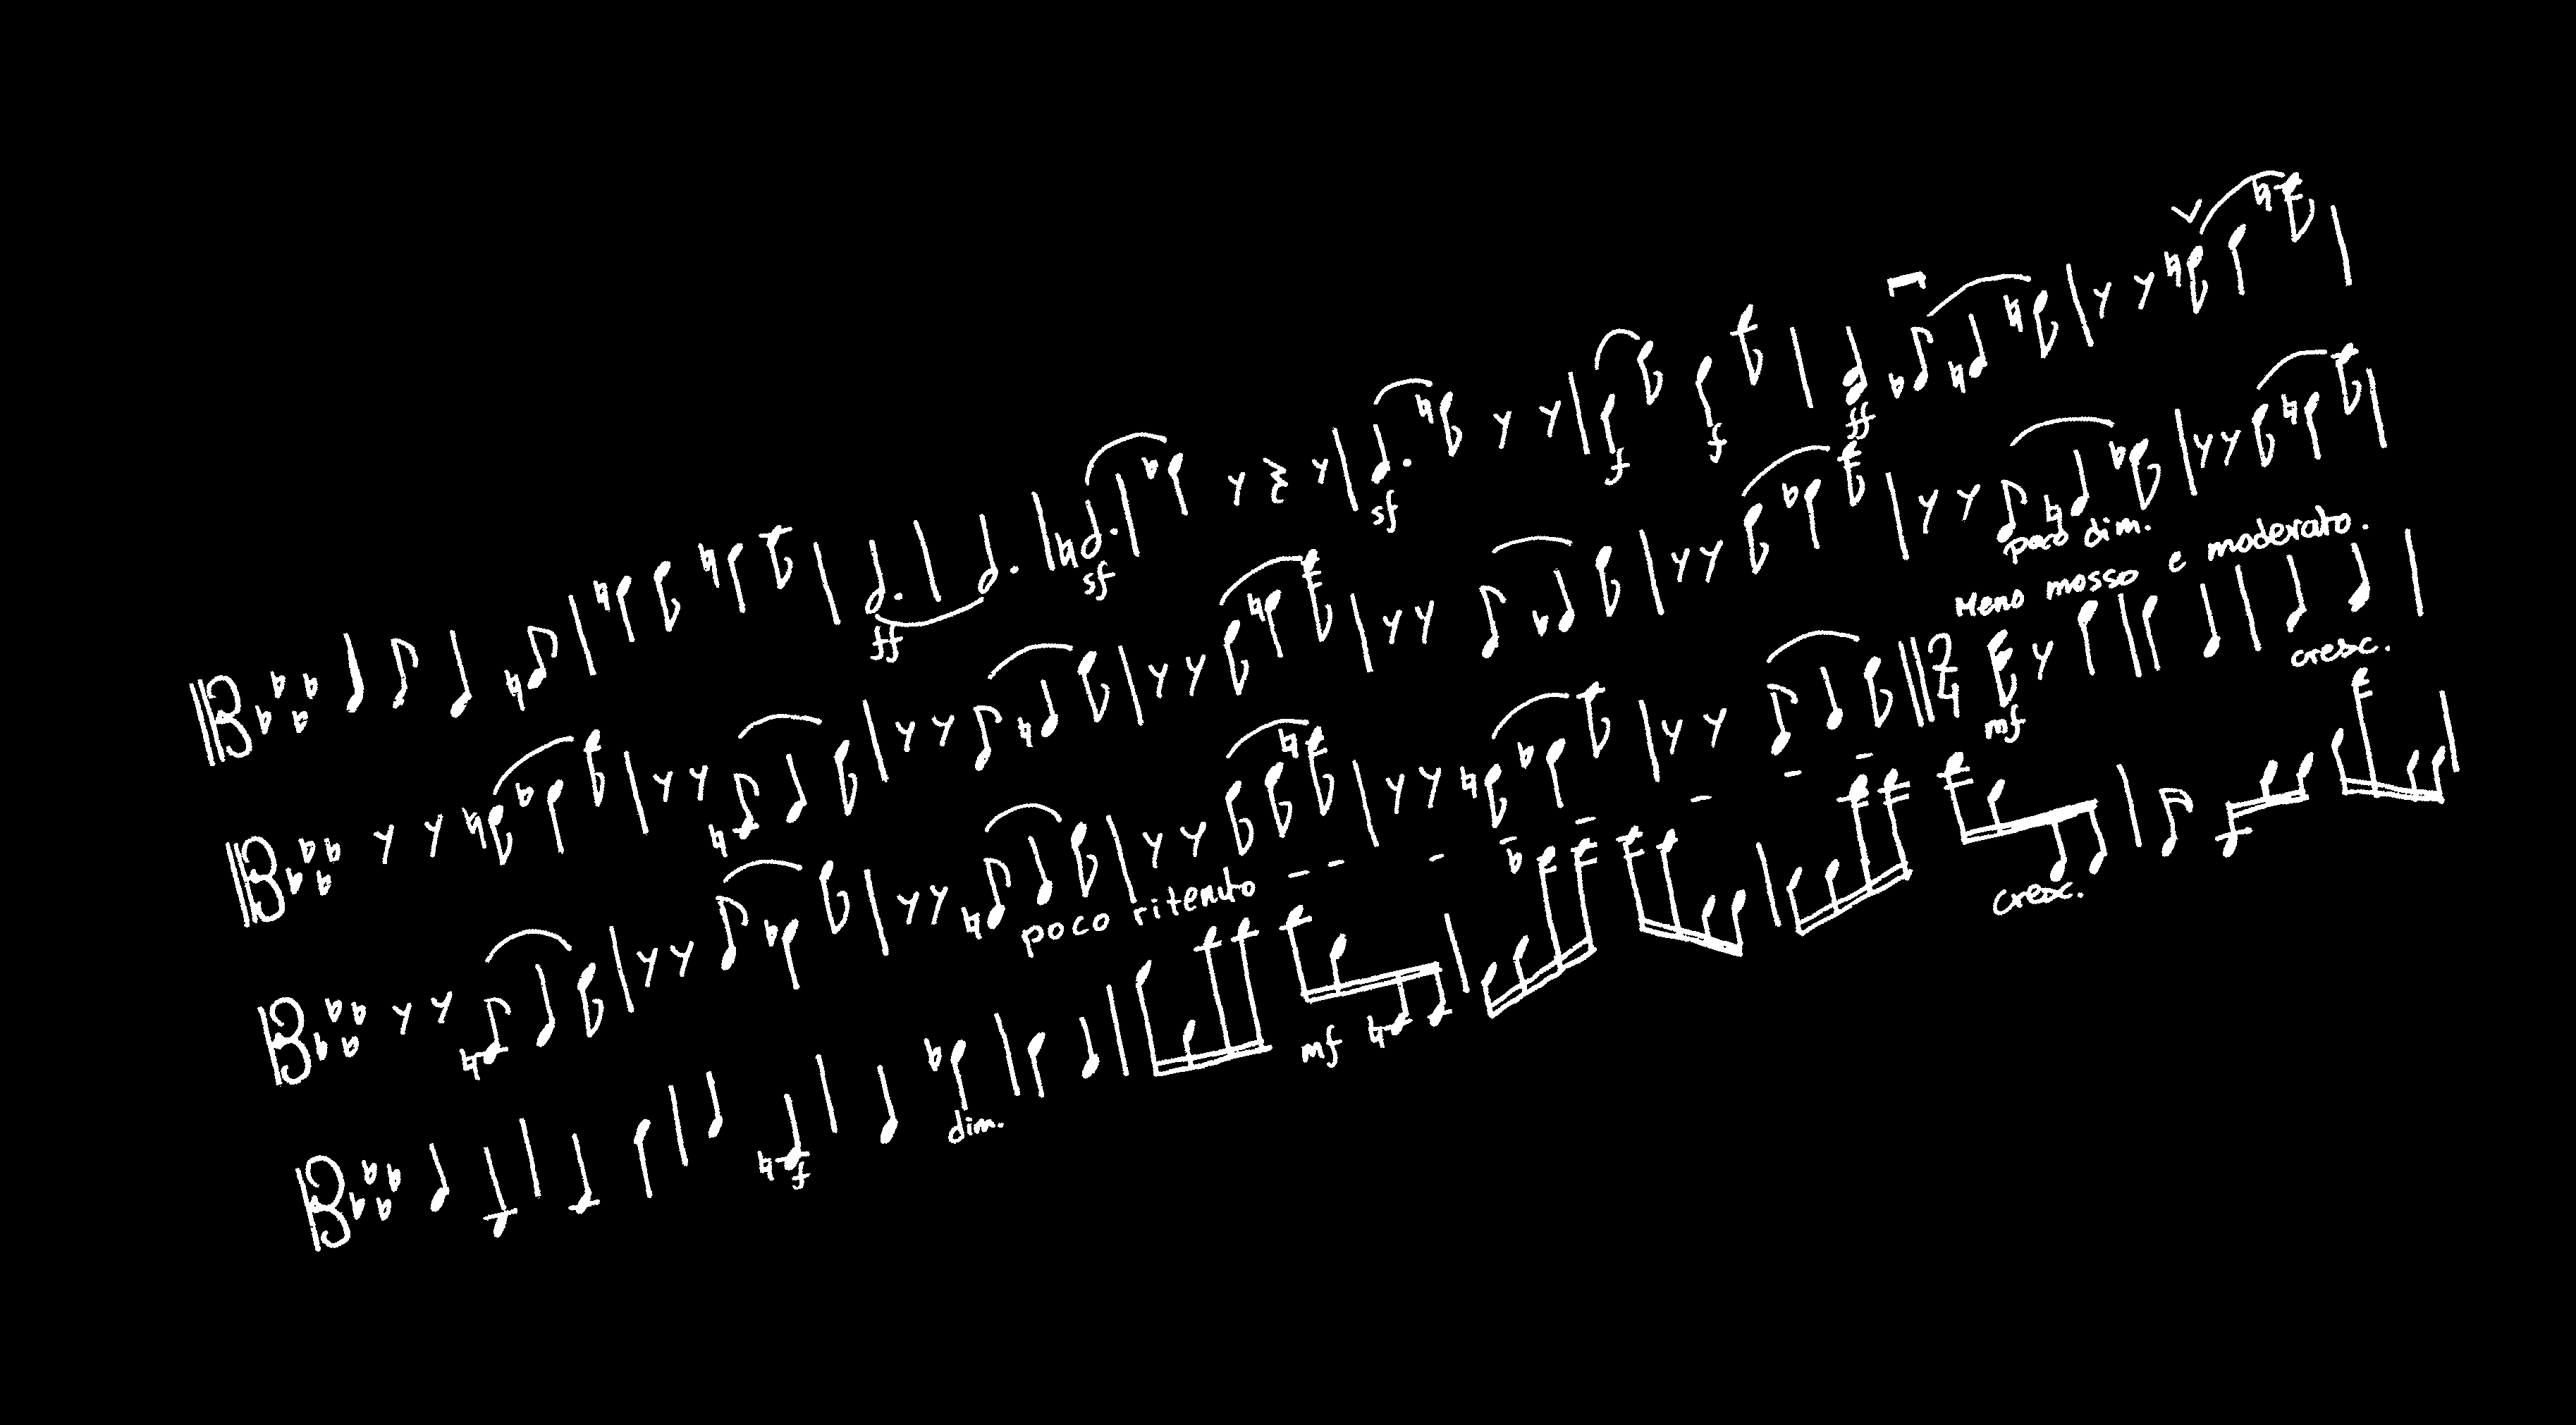 ff sf sf f f ff
poco dim.
Meno mosso e moderato.
mf cresc.
poco ritenuto
f dim. mf cresc.